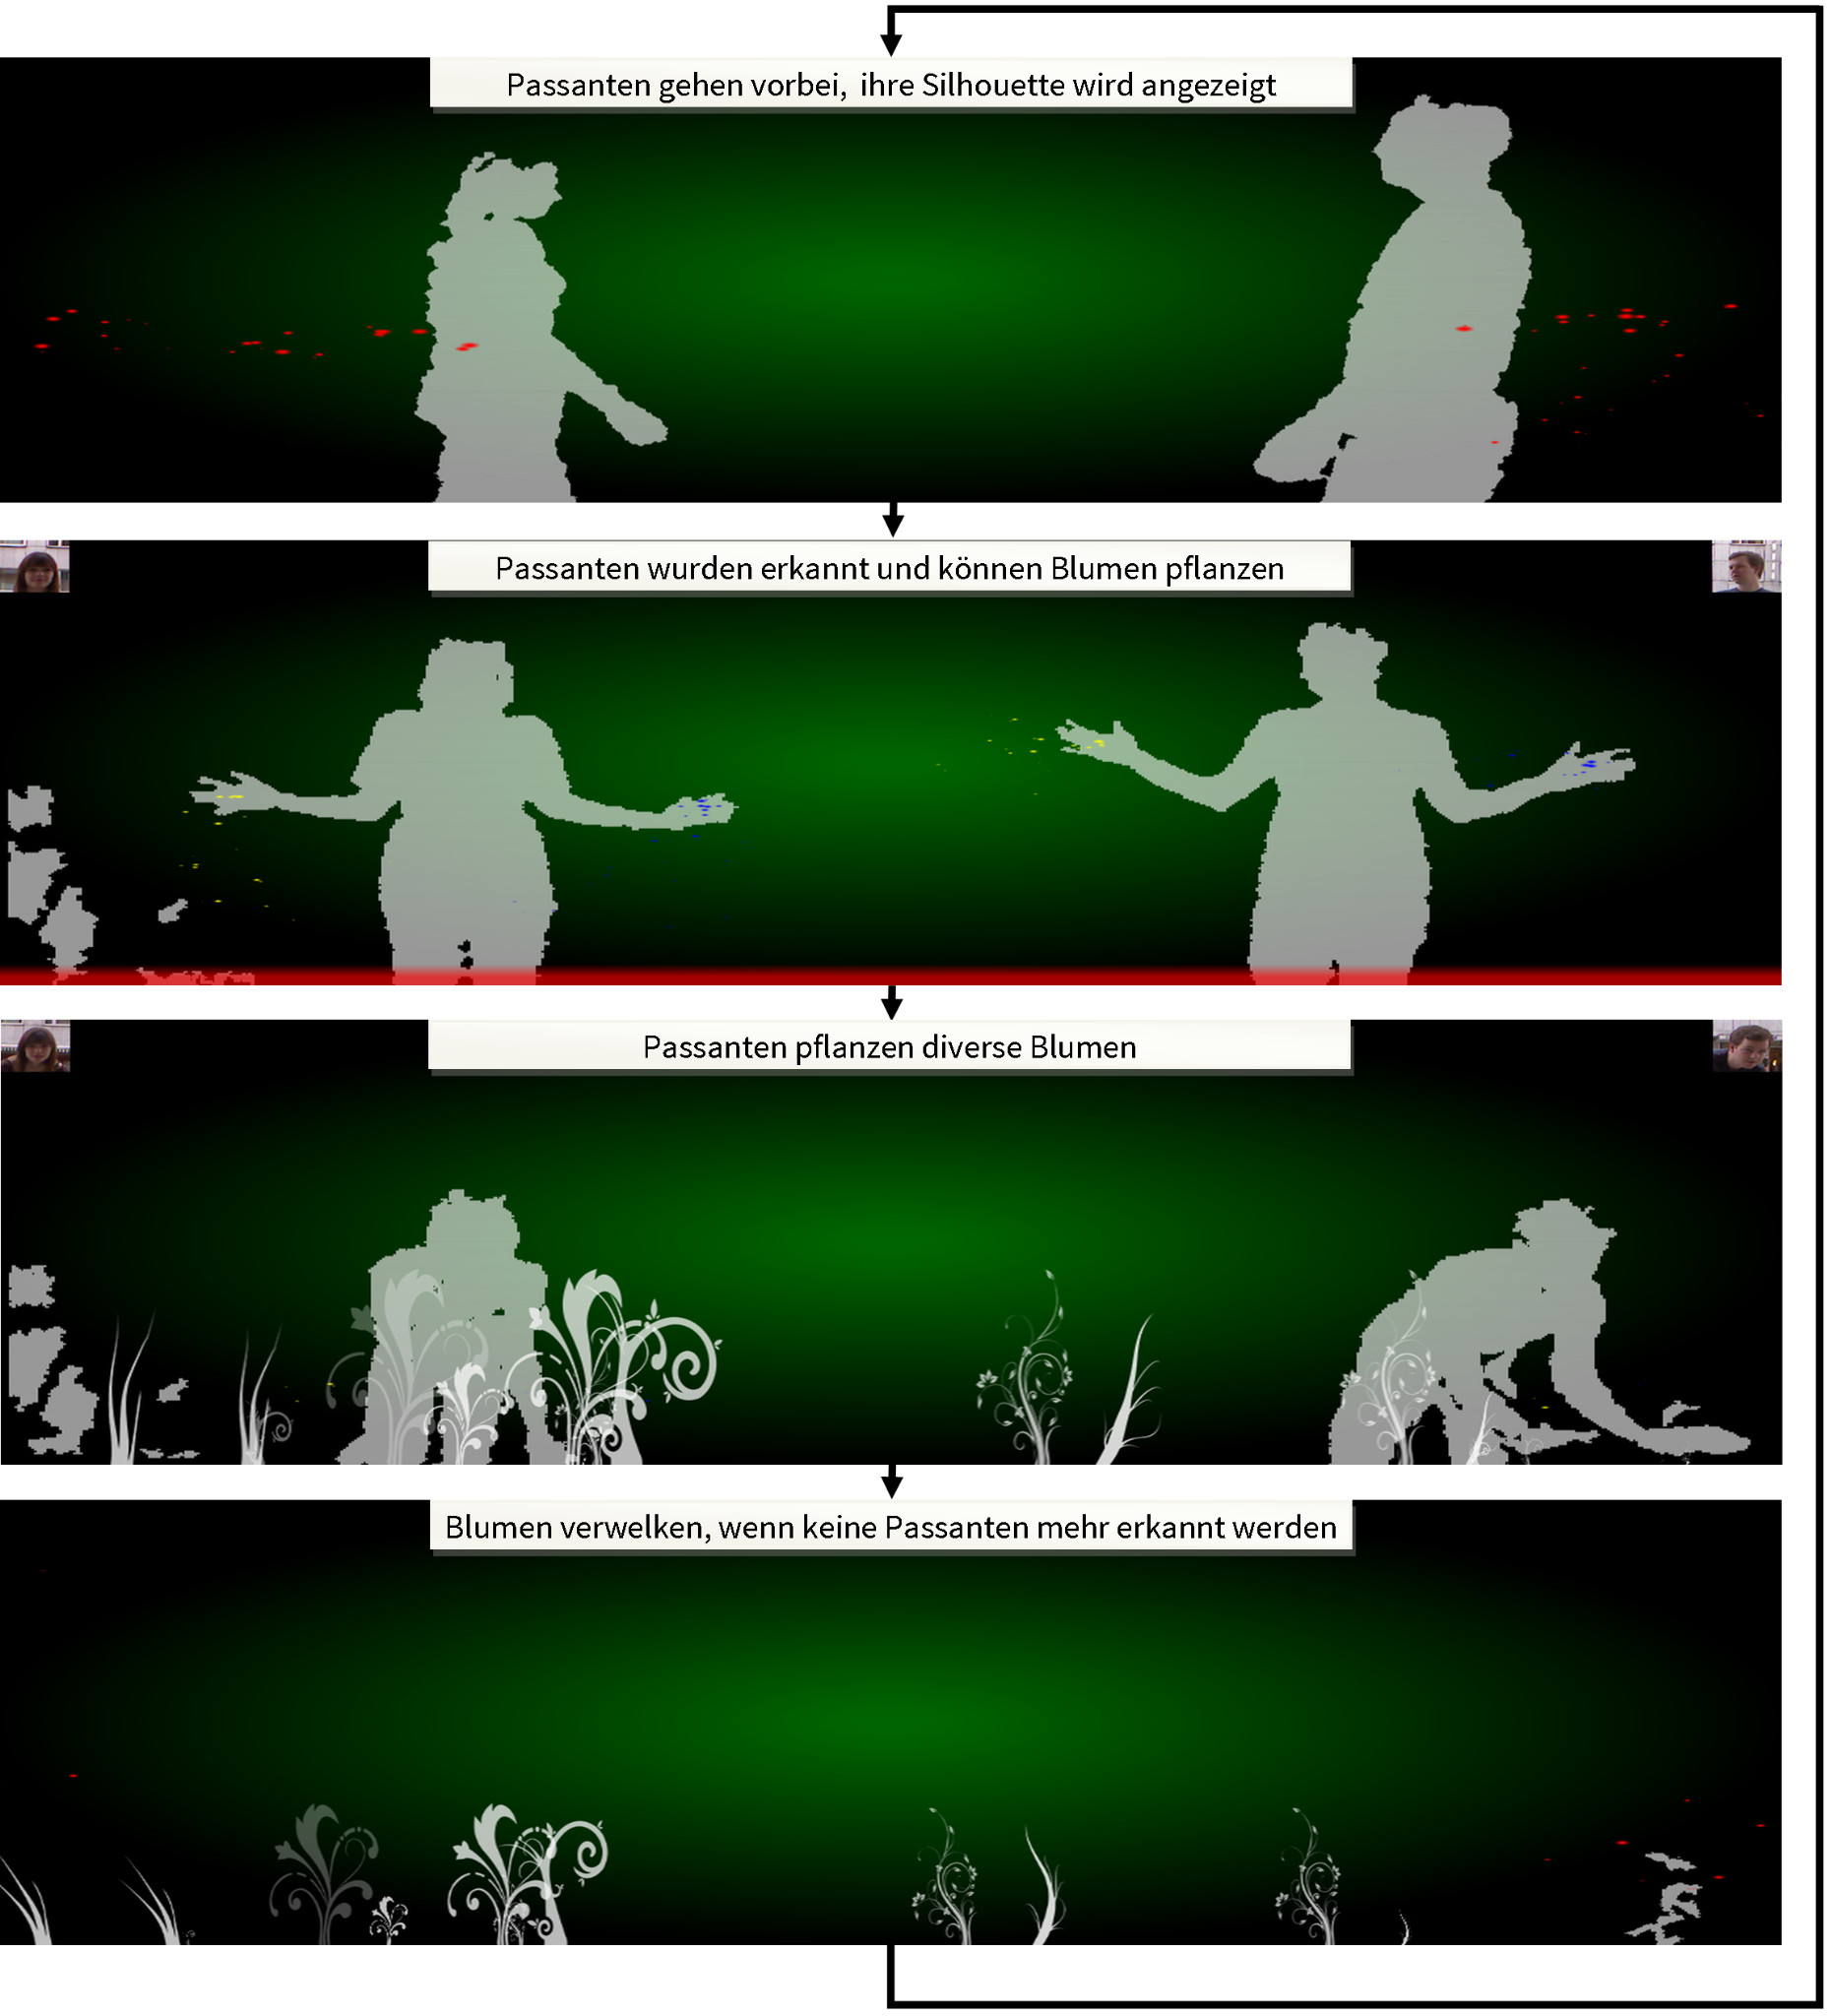 Passanten gehen vorbei, ihre Silhouette wird angezeigt
Passanten wurden erkannt und können Blumen pflanzen
Passanten pflanzen diverse Blumen
Blumen verwelken, wenn keine Passanten mehr erkannt werden